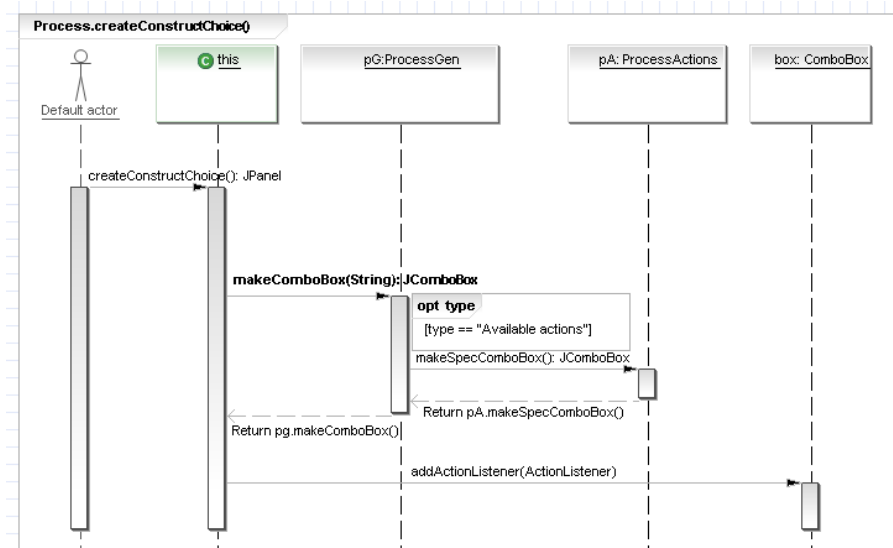 Process.createConstructChoice()
C this
pG:ProcessGen
pA: ProcessActions
box: ComboBox
Default actor
createConstructChoice(): JPanel
makeComboBox(String): JComboBox
opt type
[type == "Available actions"]
makeSpecComboBox(): JComboBox
Return pA.makeSpecComboBox()
Return pg.makeComboBox()
addActionListener(ActionListener)